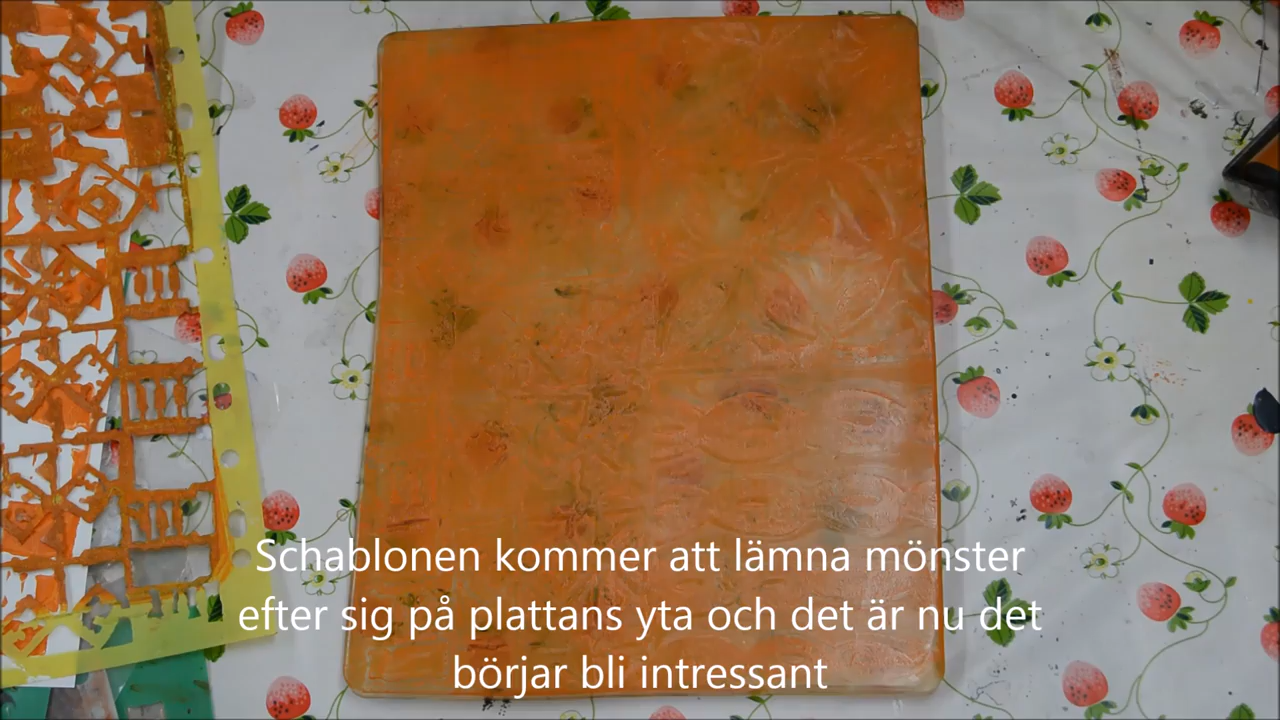 Schablonen kommer att lämna mönster
efter sig på plattans yta och det är nu det
börjar bli intressant